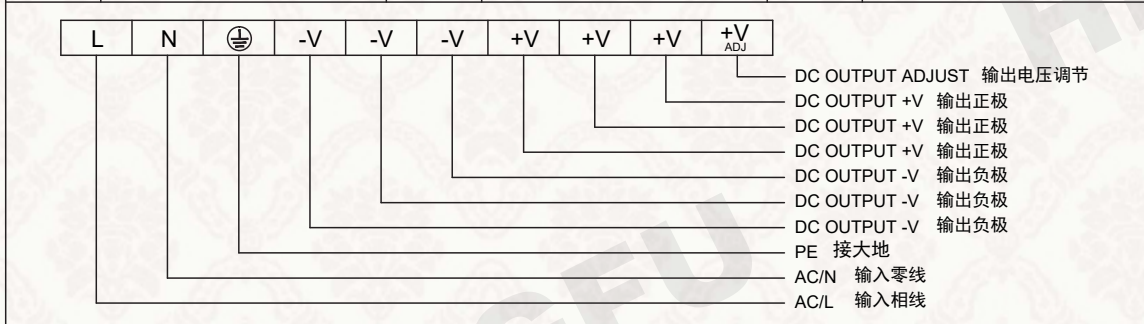 L N -V -V -V +V +V +V +V ADJ
DC OUTPUT ADJUST 输出电压调节
DC OUTPUT +V 输出正极
DC OUTPUT +V 输出正极
DC OUTPUT +V 输出正极
DC OUTPUT -V 输出负极
DC OUTPUT -V 输出负极
DC OUTPUT -V 输出负极
PE 接大地
AC/N 输入零线
AC/L 输入相线